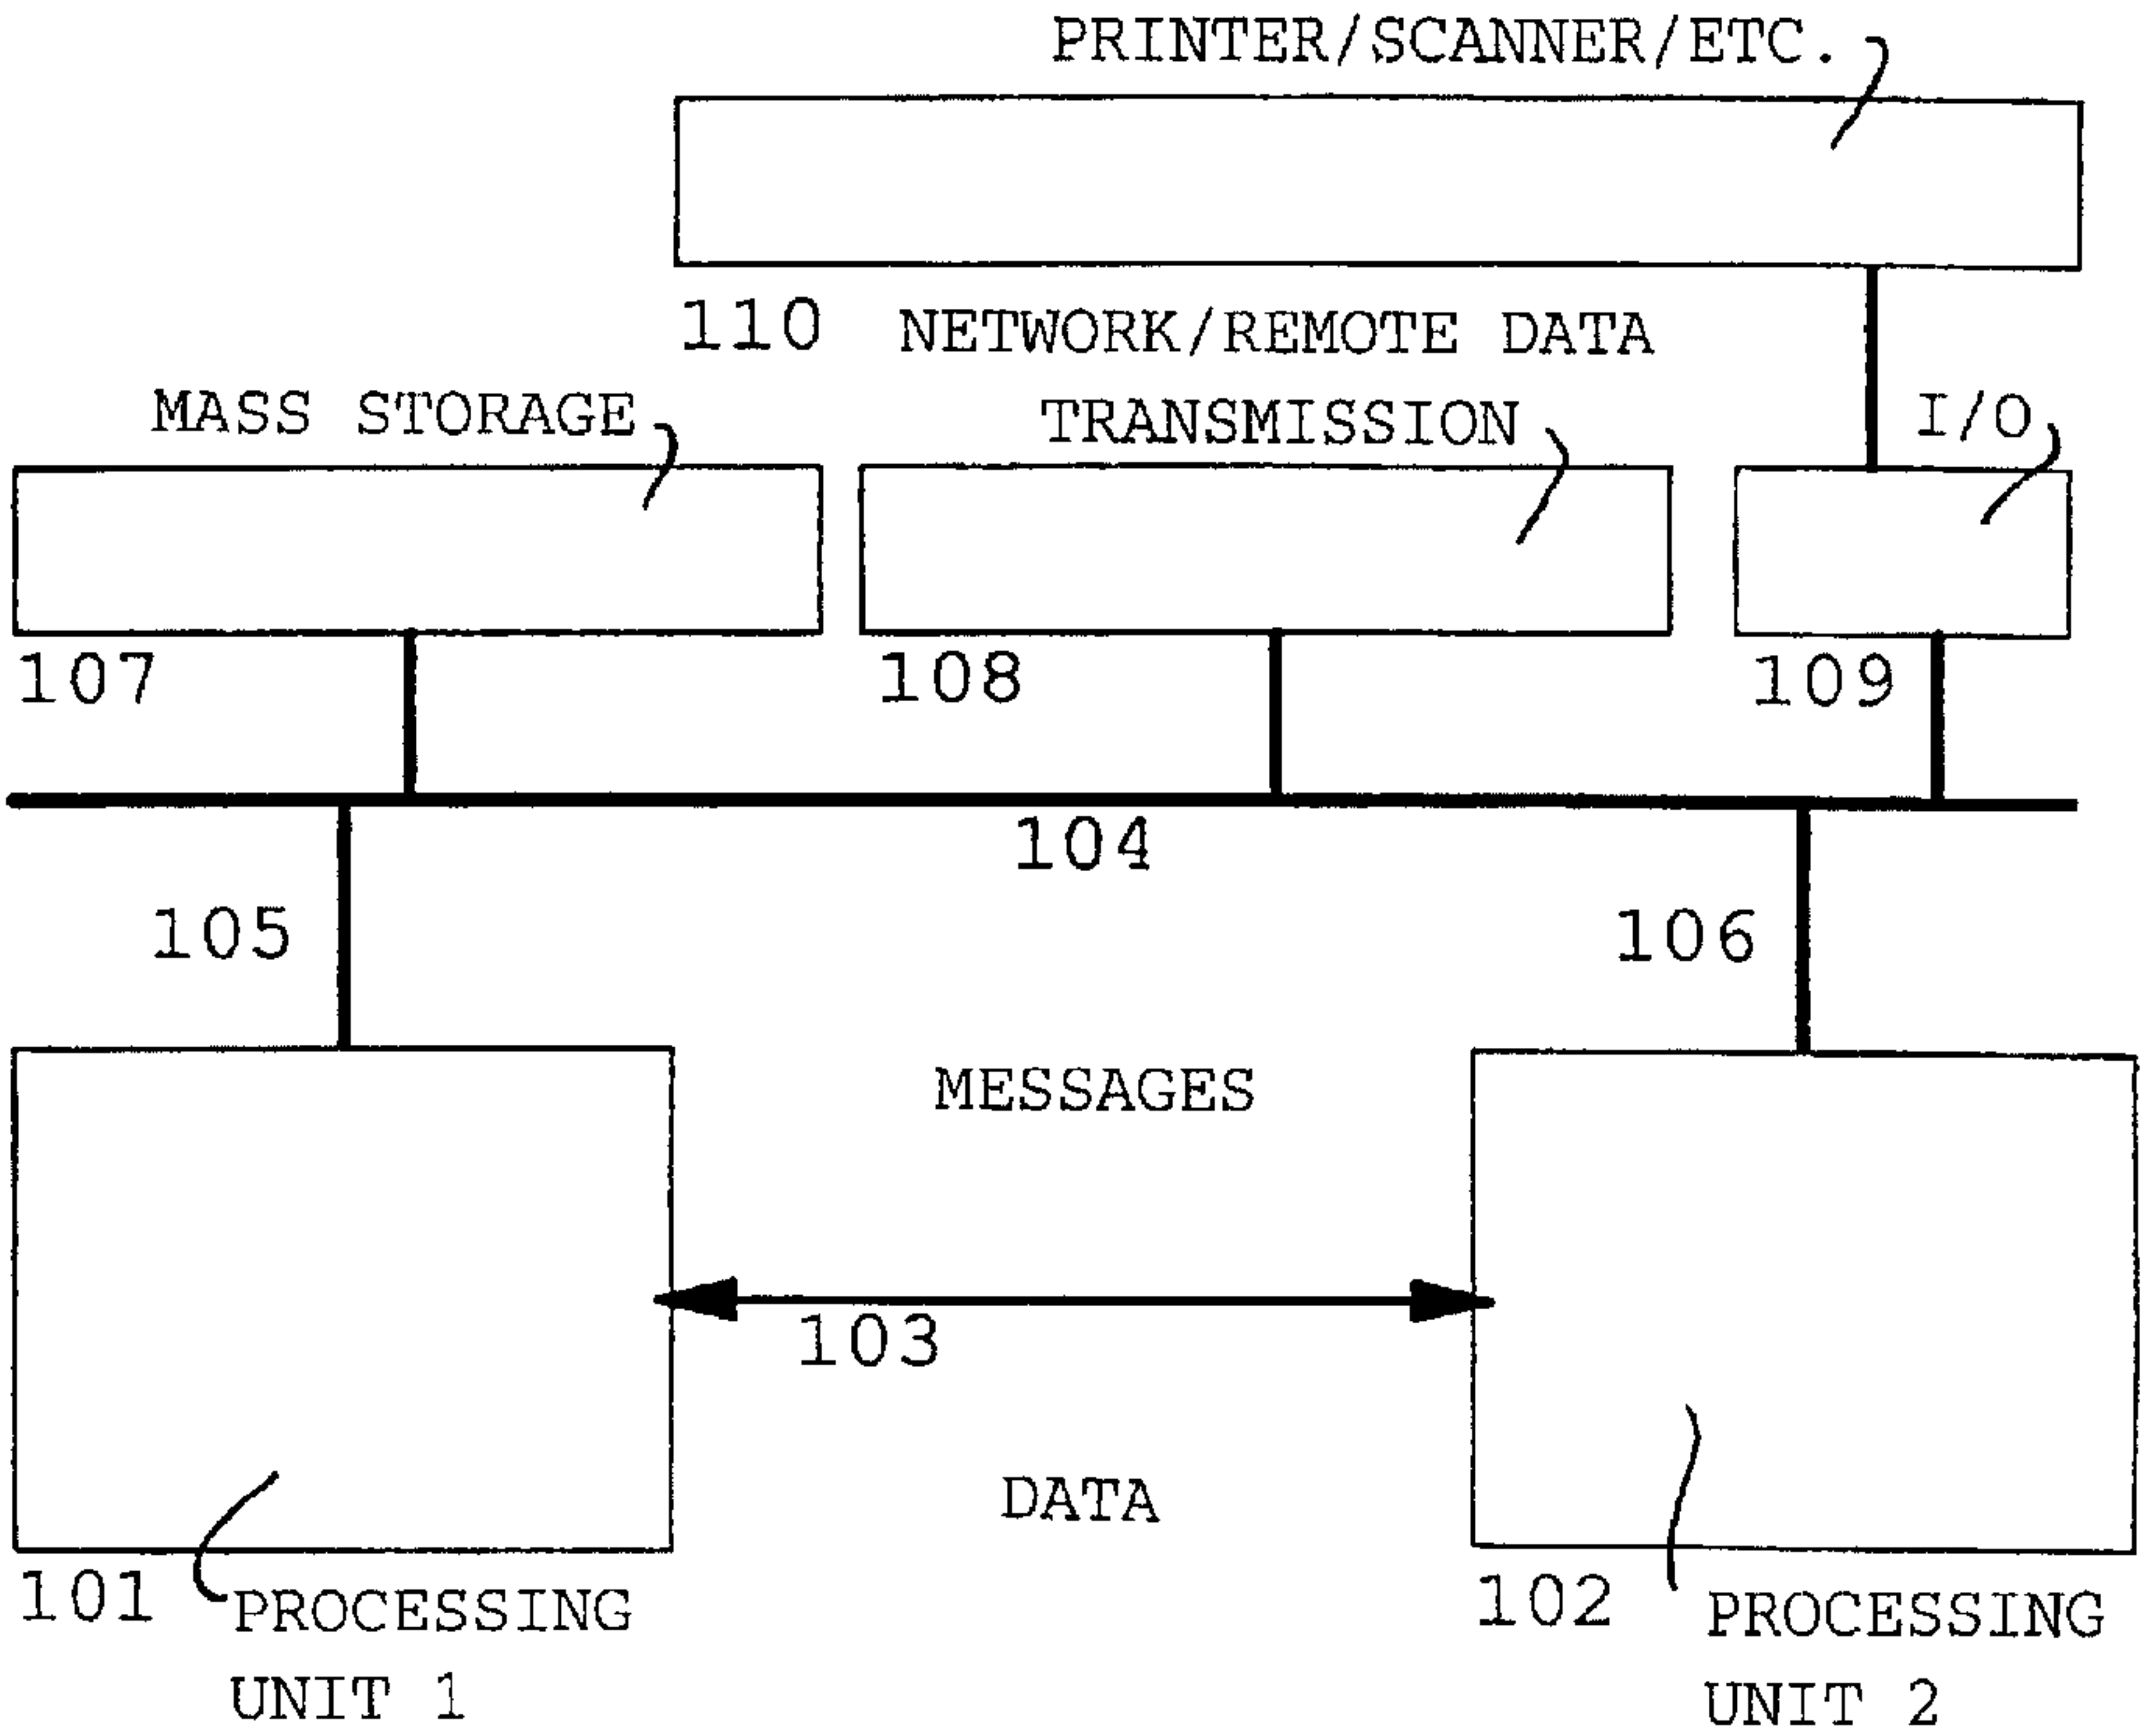 PRINTER/SCANNER/ETC.
110 NETWORK/REMOTE DATA
TRANSMISSION
MASS STORAGE
I/O
107
108
109
104
105
106
MESSAGES
103
DATA
101
PROCESSING
UNIT 1
102
PROCESSING
UNIT 2